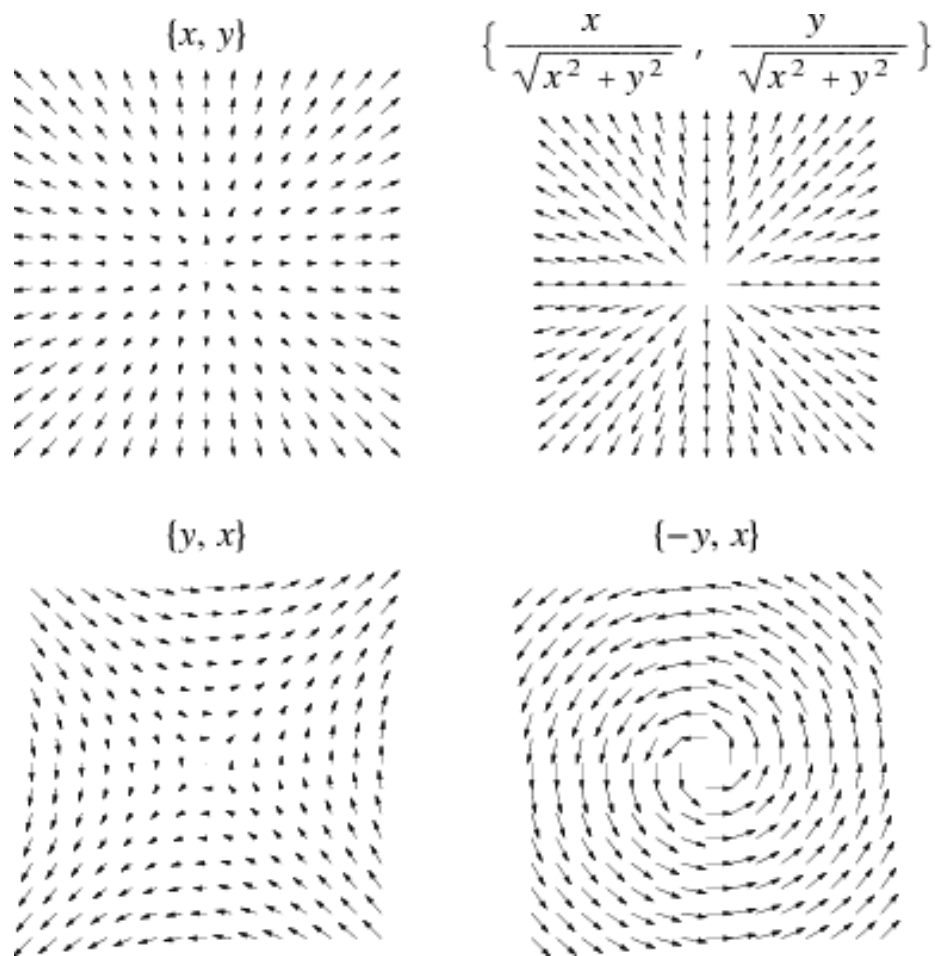 {x, y}
{ x / √(x² + y²) , y / √(x² + y²) }
{y, x}
{−y, x}